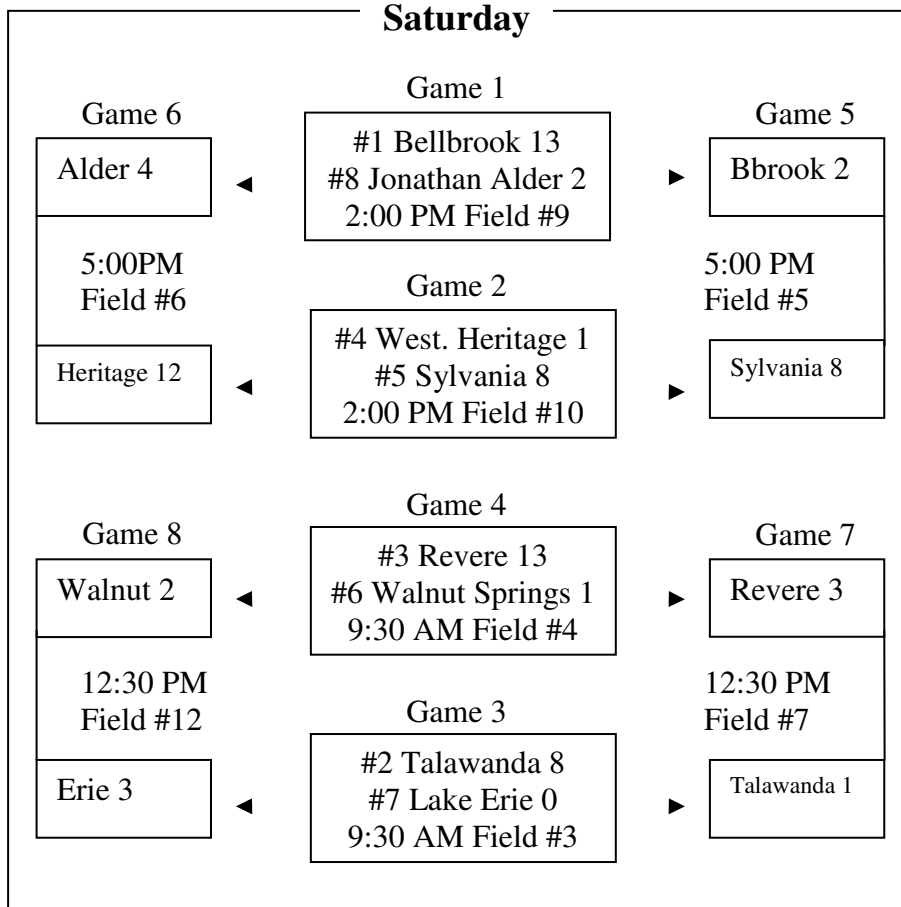 Saturday
Game 1
Game 6
Game 5
#1 Bellbrook 13
#8 Jonathan Alder 2
2:00 PM Field #9
Alder 4
Bbrook 2
5:00PM
Field #6
5:00 PM
Field #5
Game 2
#4 West. Heritage 1
#5 Sylvania 8
2:00 PM Field #10
Heritage 12
Sylvania 8
Game 4
Game 8
Game 7
#3 Revere 13
#6 Walnut Springs 1
9:30 AM Field #4
Walnut 2
Revere 3
12:30 PM
Field #12
12:30 PM
Field #7
Game 3
#2 Talawanda 8
#7 Lake Erie 0
9:30 AM Field #3
Erie 3
Talawanda 1